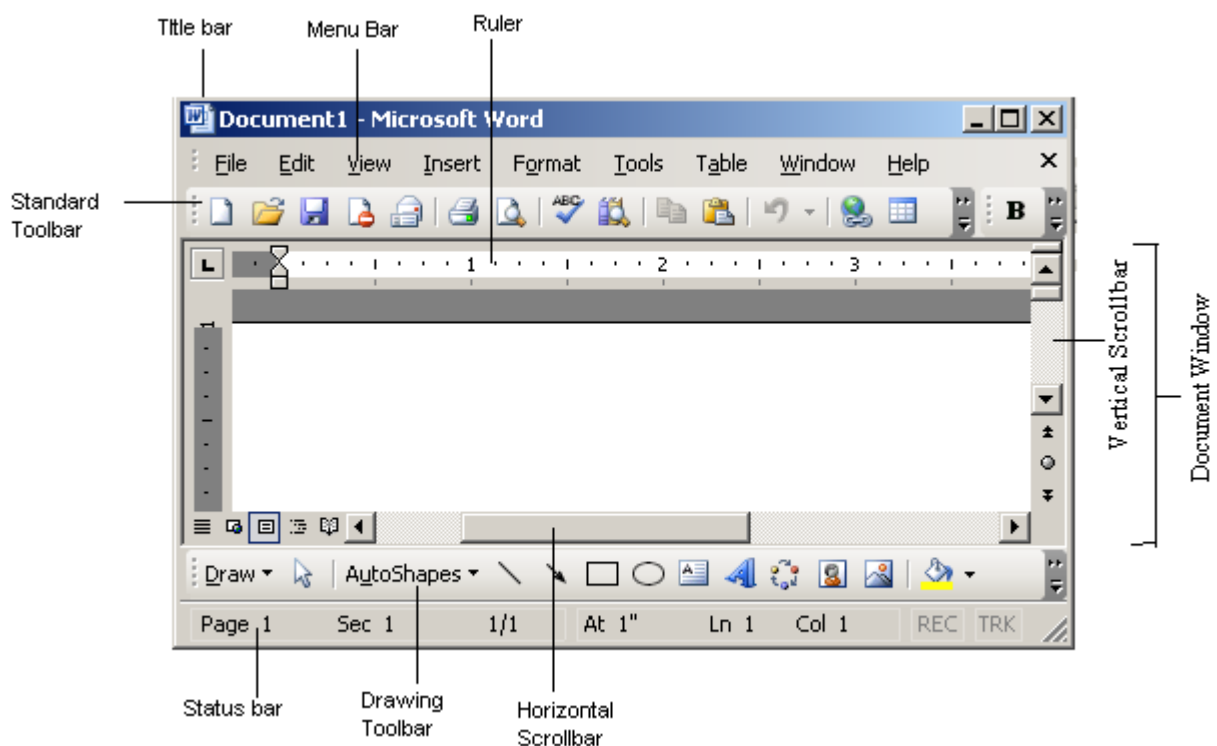 TItle bar
Menu Bar
Ruler
Document1 - Microsoft Word
File Edit View Insert Format Tools Table Window Help
Standard
Toolbar
ABC
B
L
1 2 3
1
Vertical Scrollbar
Document Window
Draw AutoShapes
A
Page 1 Sec 1 1/1 At 1" Ln 1 Col 1 REC TRK
Status bar
Drawing
Toolbar
Horizontal
Scrollbar